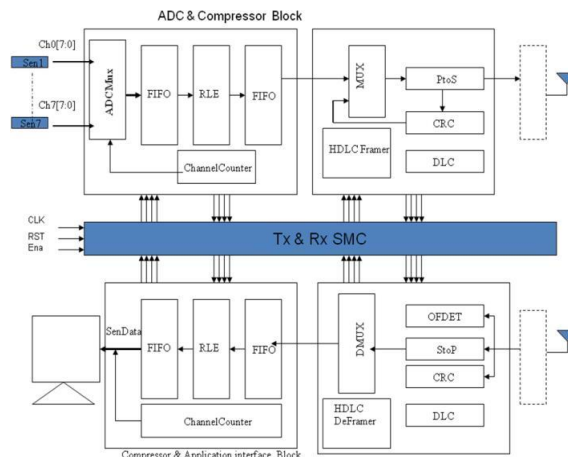 ADC & Compressor Block
Ch0[7:0]
Sen1
Ch7[7:0]
Sen7
ADCMux
FIFO
RLE
FIFO
ChannelCounter
MUX
PtoS
CRC
HDLC Framer
DLC
CLK
RST
Ena
Tx & Rx SMC
SenData
FIFO
RLE
FIFO
ChannelCounter
DMUX
OFDET
StoP
CRC
HDLC
DeFramer
DLC
Compressor & Application interface Block